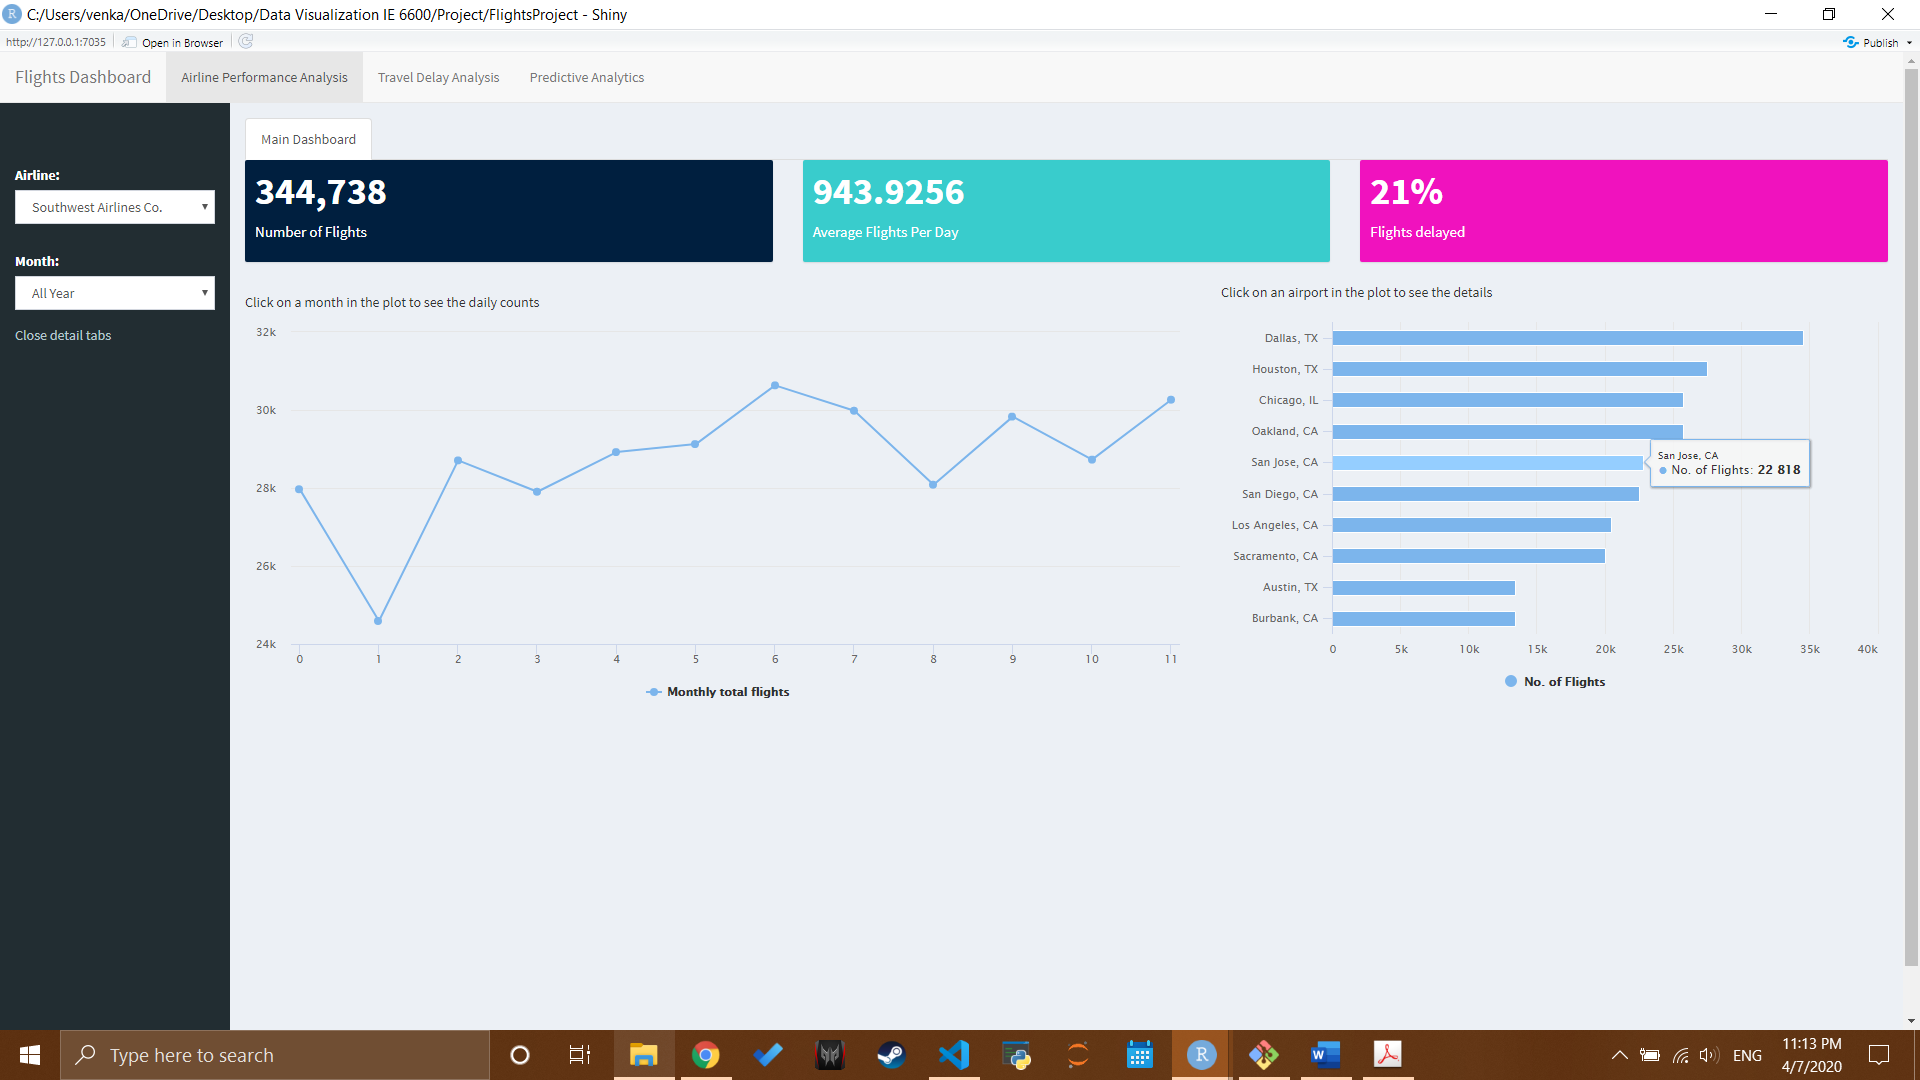 C:/Users/venka/OneDrive/Desktop/Data Visualization IE 6600/Project/FlightsProject - Shiny
http://127.0.0.1:7035
Open in Browser
Publish
Flights Dashboard
Airline Performance Analysis
Travel Delay Analysis
Predictive Analytics
Airline:
Southwest Airlines Co.
Month:
All Year
Close detail tabs
Main Dashboard
344,738
Number of Flights
943.9256
Average Flights Per Day
21%
Flights delayed
Click on a month in the plot to see the daily counts
32k
30k
28k
26k
24k
0 1 2 3 4 5 6 7 8 9 10 11
Monthly total flights
Click on an airport in the plot to see the details
Dallas, TX
Houston, TX
Chicago, IL
Oakland, CA
San Jose, CA
San Diego, CA
Los Angeles, CA
Sacramento, CA
Austin, TX
Burbank, CA
San Jose, CA
No. of Flights: 22 818
0 5k 10k 15k 20k 25k 30k 35k 40k
No. of Flights
Type here to search
ENG
11:13 PM
4/7/2020